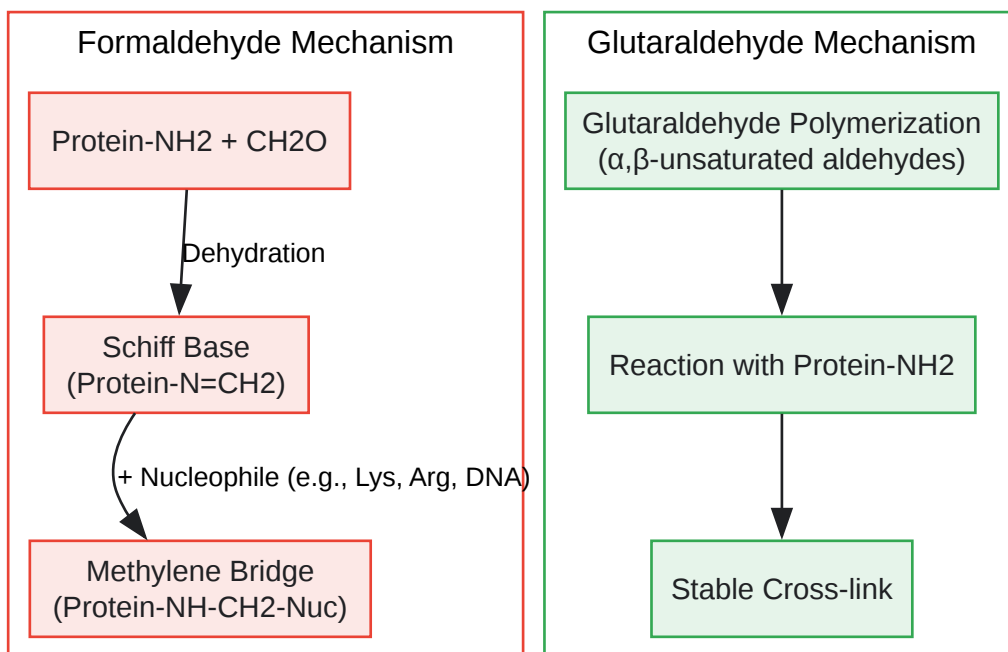 Formaldehyde Mechanism
Protein-NH2 + CH2O
Dehydration
Schiff Base
(Protein-N=CH2)
+ Nucleophile (e.g., Lys, Arg, DNA)
Methylene Bridge
(Protein-NH-CH2-Nuc)
Glutaraldehyde Mechanism
Glutaraldehyde Polymerization
(α,β-unsaturated aldehydes)
Reaction with Protein-NH2
Stable Cross-link